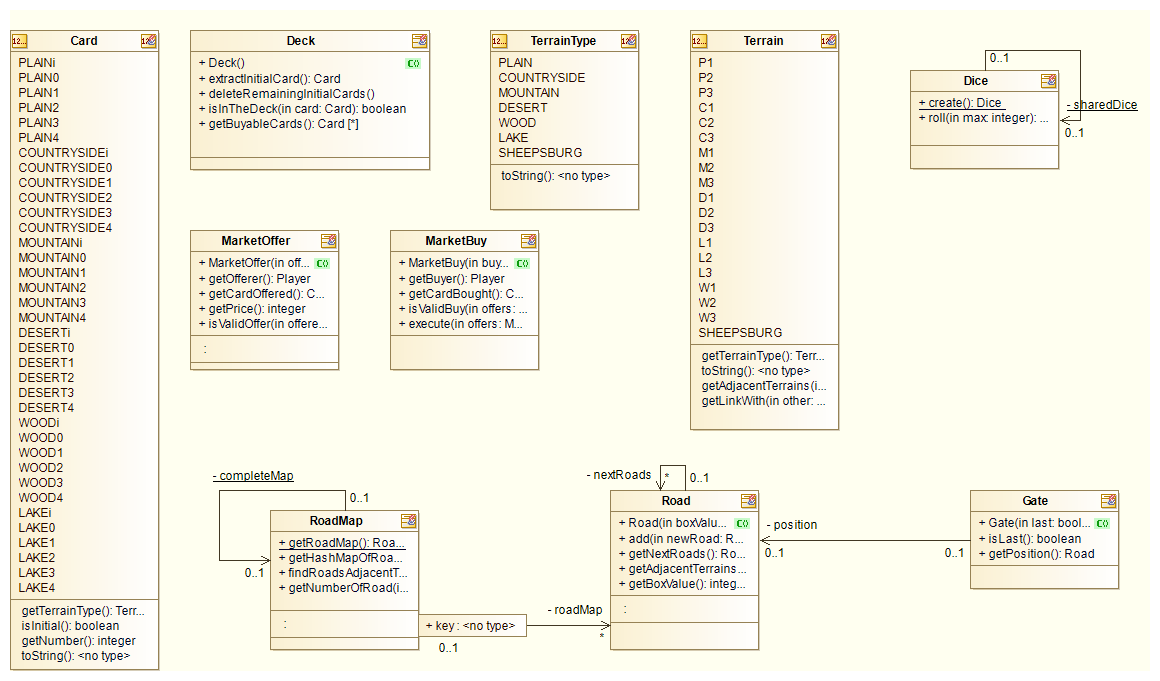 Card
PLAINi
PLAIN0
PLAIN1
PLAIN2
PLAIN3
PLAIN4
COUNTRYSIDEi
COUNTRYSIDE0
COUNTRYSIDE1
COUNTRYSIDE2
COUNTRYSIDE3
COUNTRYSIDE4
MOUNTAINi
MOUNTAIN0
MOUNTAIN1
MOUNTAIN2
MOUNTAIN3
MOUNTAIN4
DESERTi
DESERT0
DESERT1
DESERT2
DESERT3
DESERT4
WOODi
WOOD0
WOOD1
WOOD2
WOOD3
WOOD4
LAKEi
LAKE0
LAKE1
LAKE2
LAKE3
LAKE4
getTerrainType(): Terr...
isInitial(): boolean
getNumber(): integer
toString(): <no type>
Deck
+ Deck()
+ extractInitialCard(): Card
+ deleteRemainingInitialCards()
+ isInTheDeck(in card: Card): boolean
+ getBuyableCards(): Card [*]
TerrainType
PLAIN
COUNTRYSIDE
MOUNTAIN
DESERT
WOOD
LAKE
SHEEPSBURG
toString(): <no type>
Terrain
P1
P2
P3
C1
C2
C3
M1
M2
M3
D1
D2
D3
L1
L2
L3
W1
W2
W3
SHEEPSBURG
getTerrainType(): Terr...
toString(): <no type>
getAdjacentTerrains(i...
getLinkWith(in other: ...
0..1
Dice
+ create(): Dice
+ roll(in max: integer): ...
- sharedDice
0..1
MarketOffer
+ MarketOffer(in off...
+ getOfferer(): Player
+ getCardOffered(): C...
+ getPrice(): integer
+ isValidOffer(in offere...
:
MarketBuy
+ MarketBuy(in buy...
+ getBuyer(): Player
+ getCardBought(): C...
+ isValidBuy(in offers: ...
+ execute(in offers: M...
- completeMap
0..1
0..1
RoadMap
+ getRoadMap(): Roa...
+ getHashMapOfRoa...
+ findRoadsAdjacentT...
+ getNumberOfRoad(i...
:
+ key: <no type>
0..1
- roadMap
*
- nextRoads
*
0..1
Road
+ Road(in boxValu...
+ add(in newRoad: R...
+ getNextRoads(): Ro...
+ getAdjacentTerrains...
+ getBoxValue(): integ...
:
- position
0..1
0..1
Gate
+ Gate(in last: bool...
+ isLast(): boolean
+ getPosition(): Road